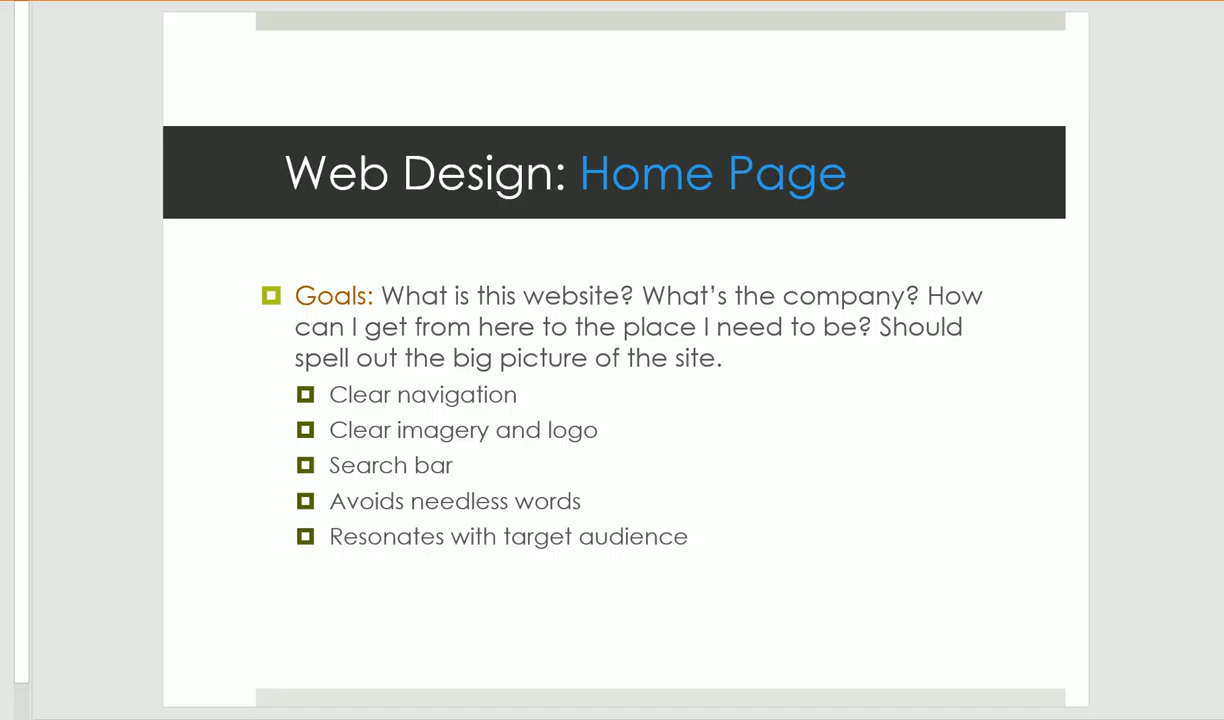 Web Design: Home Page
Goals: What is this website? What's the company? How
can I get from here to the place I need to be? Should
spell out the big picture of the site.
Clear navigation
Clear imagery and logo
Search bar
Avoids needless words
Resonates with target audience